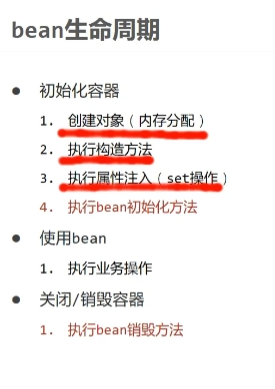 bean生命周期
● 初始化容器
1. 创建对象（内存分配）
2. 执行构造方法
3. 执行属性注入（set操作）
4. 执行bean初始化方法
● 使用bean
1. 执行业务操作
● 关闭/销毁容器
1. 执行bean销毁方法